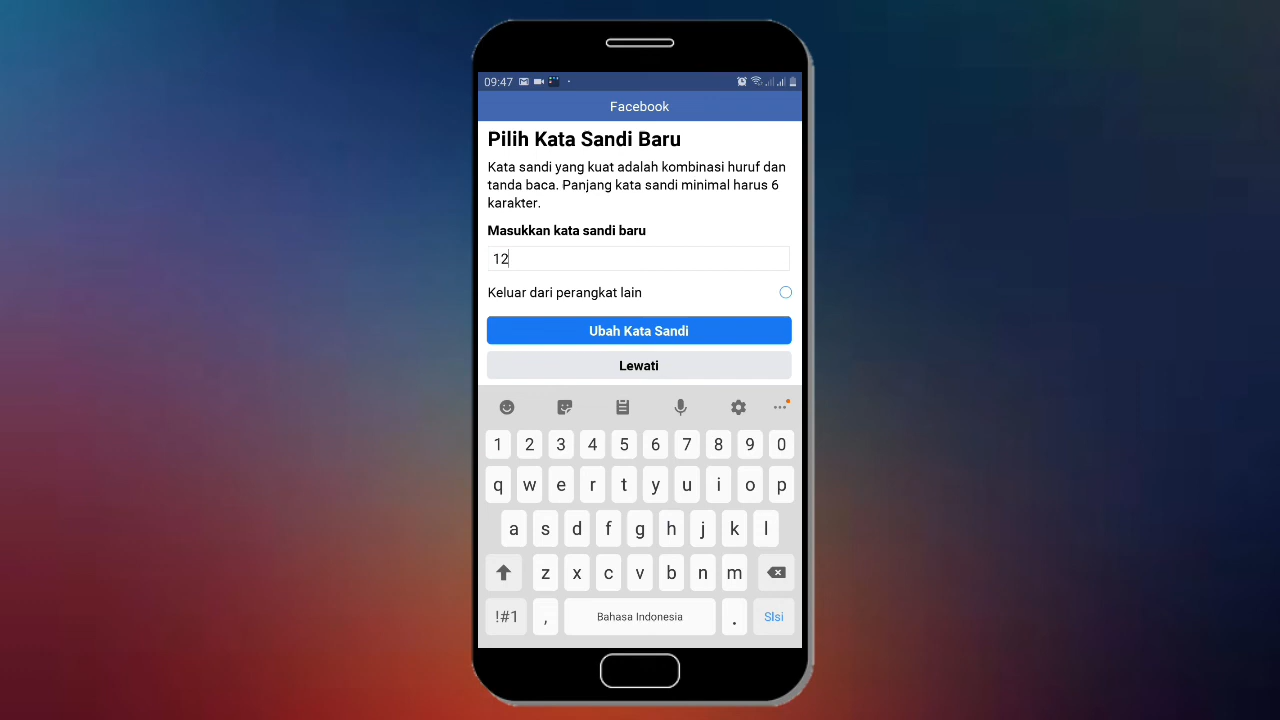 09:47
Facebook
Pilih Kata Sandi Baru
Kata sandi yang kuat adalah kombinasi huruf dan
tanda baca. Panjang kata sandi minimal harus 6
karakter.
Masukkan kata sandi baru
12
Keluar dari perangkat lain
Ubah Kata Sandi
Lewati
1 2 3 4 5 6 7 8 9 0
q w e r t y u i o p
a s d f g h j k l
z x c v b n m
!#1 , Bahasa Indonesia . SIsi